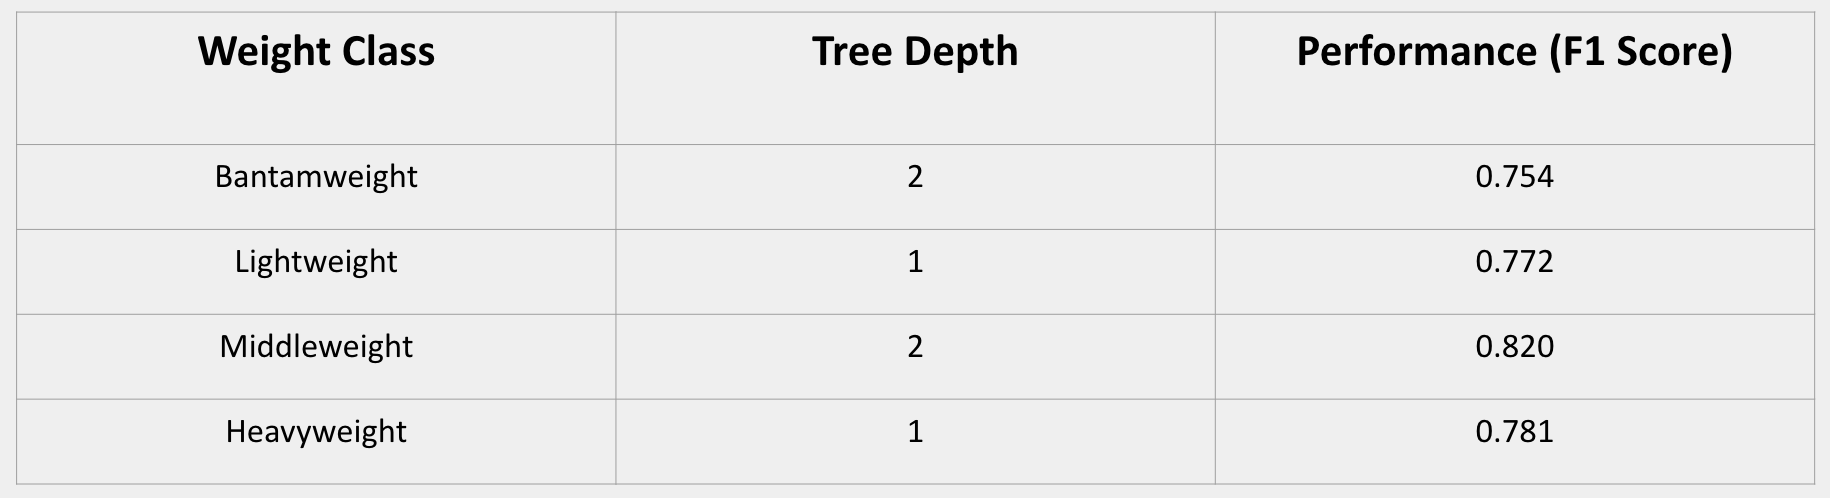 Weight Class Tree Depth Performance (F1 Score)
Bantamweight 2 0.754
Lightweight 1 0.772
Middleweight 2 0.820
Heavyweight 1 0.781